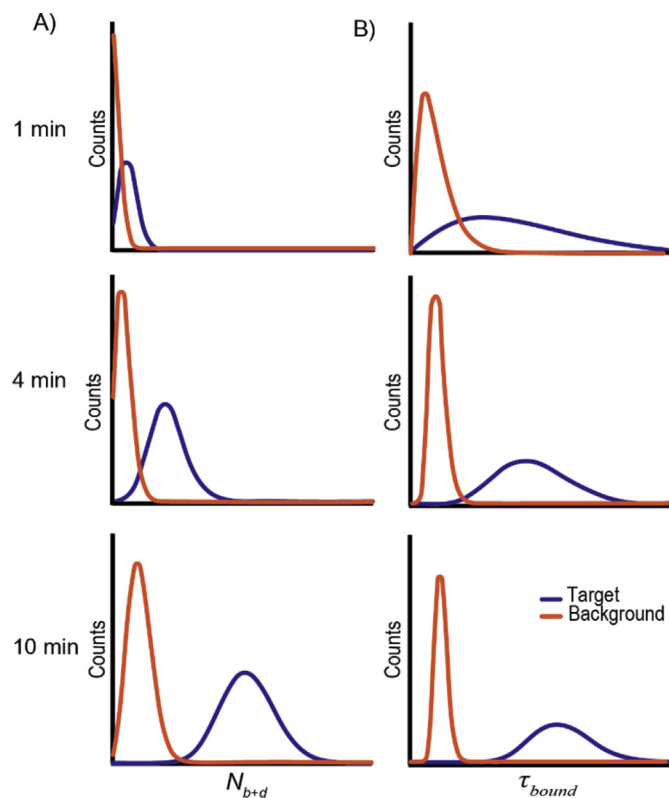 A)
B)
1 min
Counts
Counts
4 min
Counts
Counts
10 min
Counts
Counts
Target
Background
N_{b+d}
τ_{bound}